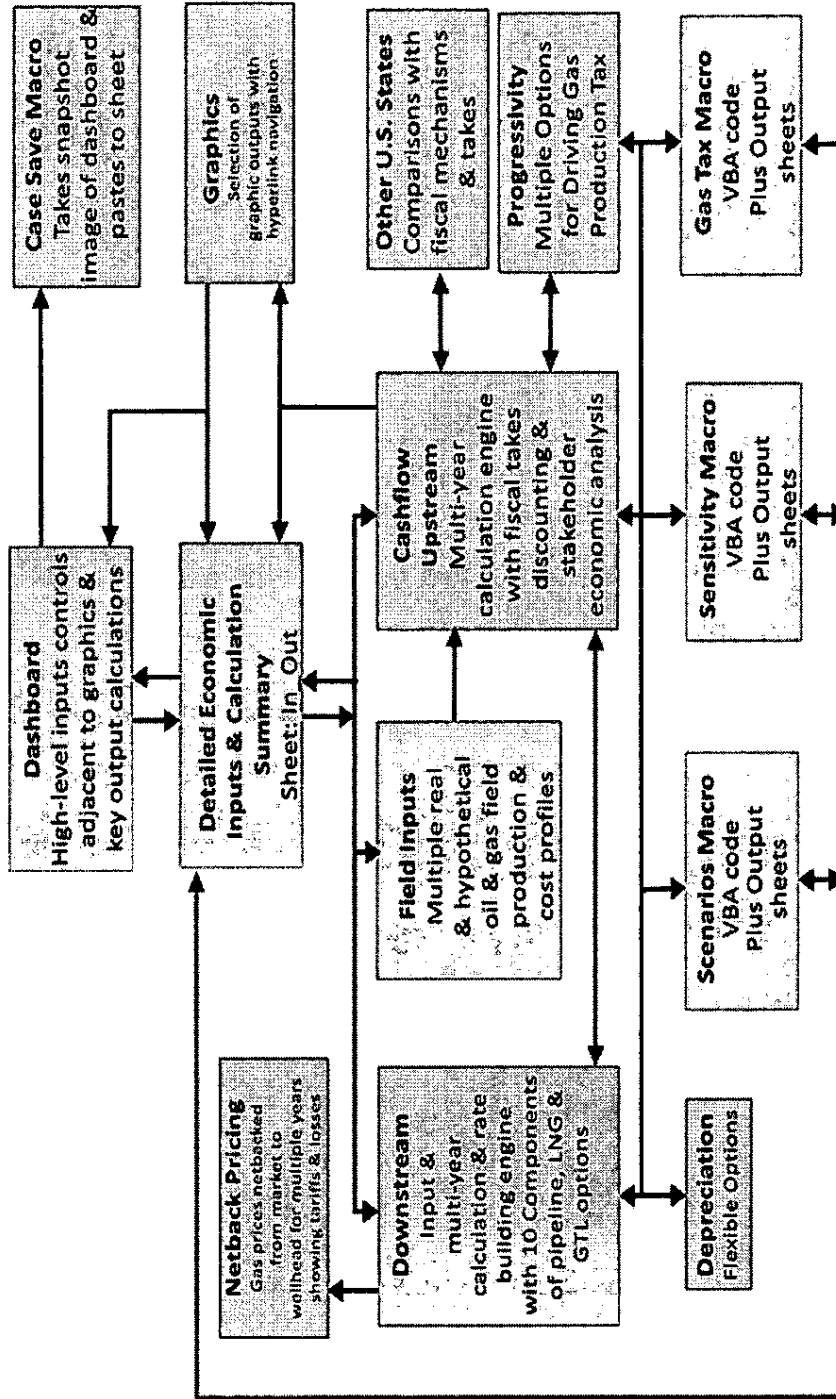 Dashboard
High-level inputs controls
adjacent to graphics &
key output calculations
Case Save Macro
Takes snapshot
image of dashboard &
pastes to sheet
Netback Pricing
Gas prices netbacked
from market to
wellhead for multiple years
showing tariffs & losses
Detailed Economic
Inputs & Calculation
Summary
Sheet: In_Out
Graphics
Selection of
graphic outputs with
hyperlink navigation
Downstream
Input &
multi-year
calculation & rate
building engine
with 10 Components
of pipeline, LNG &
GTL options
Field Inputs
Multiple real
& hypothetical
oil & gas field
production &
cost profiles
Cashflow
Upstream
Multi-year
calculation engine
with fiscal takes
discounting &
stakeholder
economic analysis
Other U.S. States
Comparisons with
fiscal mechanisms
& takes
Progressivity
Multiple Options
for Driving Gas
Production Tax
Depreciation
Flexible Options
Scenarios Macro
VBA code
Plus Output
sheets
Sensitivity Macro
VBA code
Plus Output
sheets
Gas Tax Macro
VBA code
Plus Output
sheets